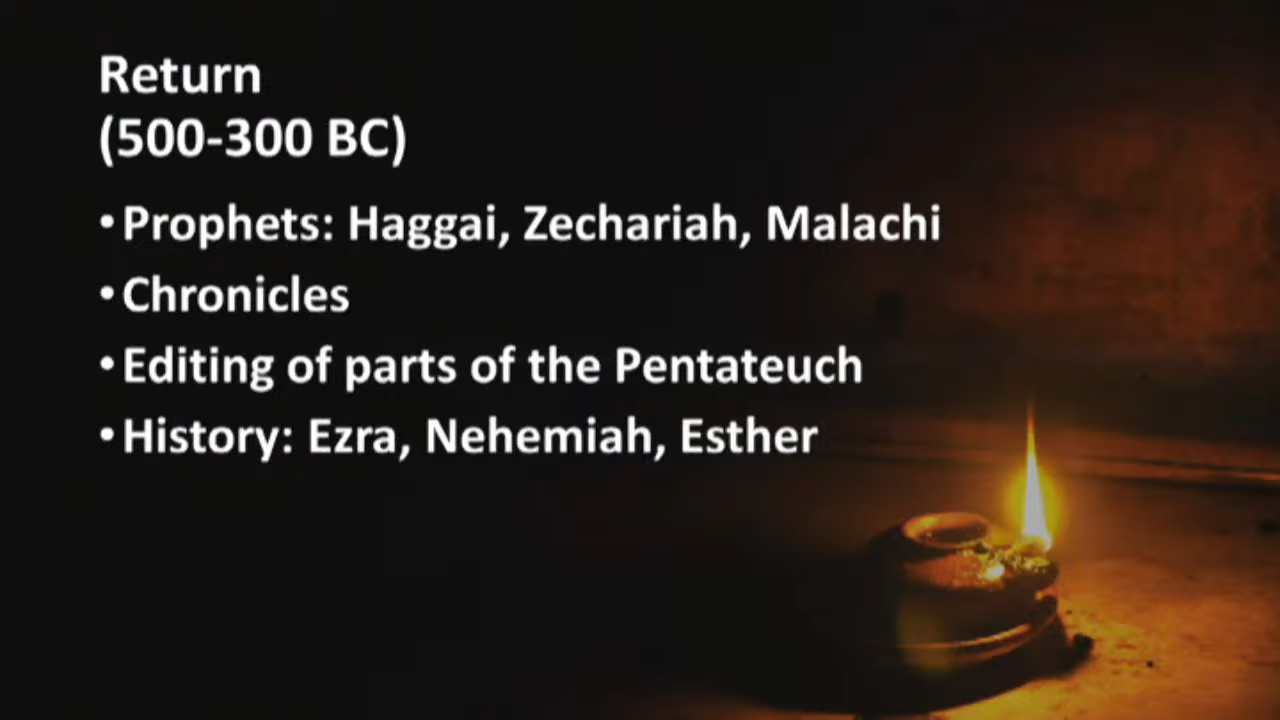 Return
(500-300 BC)
•Prophets: Haggai, Zechariah, Malachi
•Chronicles
•Editing of parts of the Pentateuch
•History: Ezra, Nehemiah, Esther